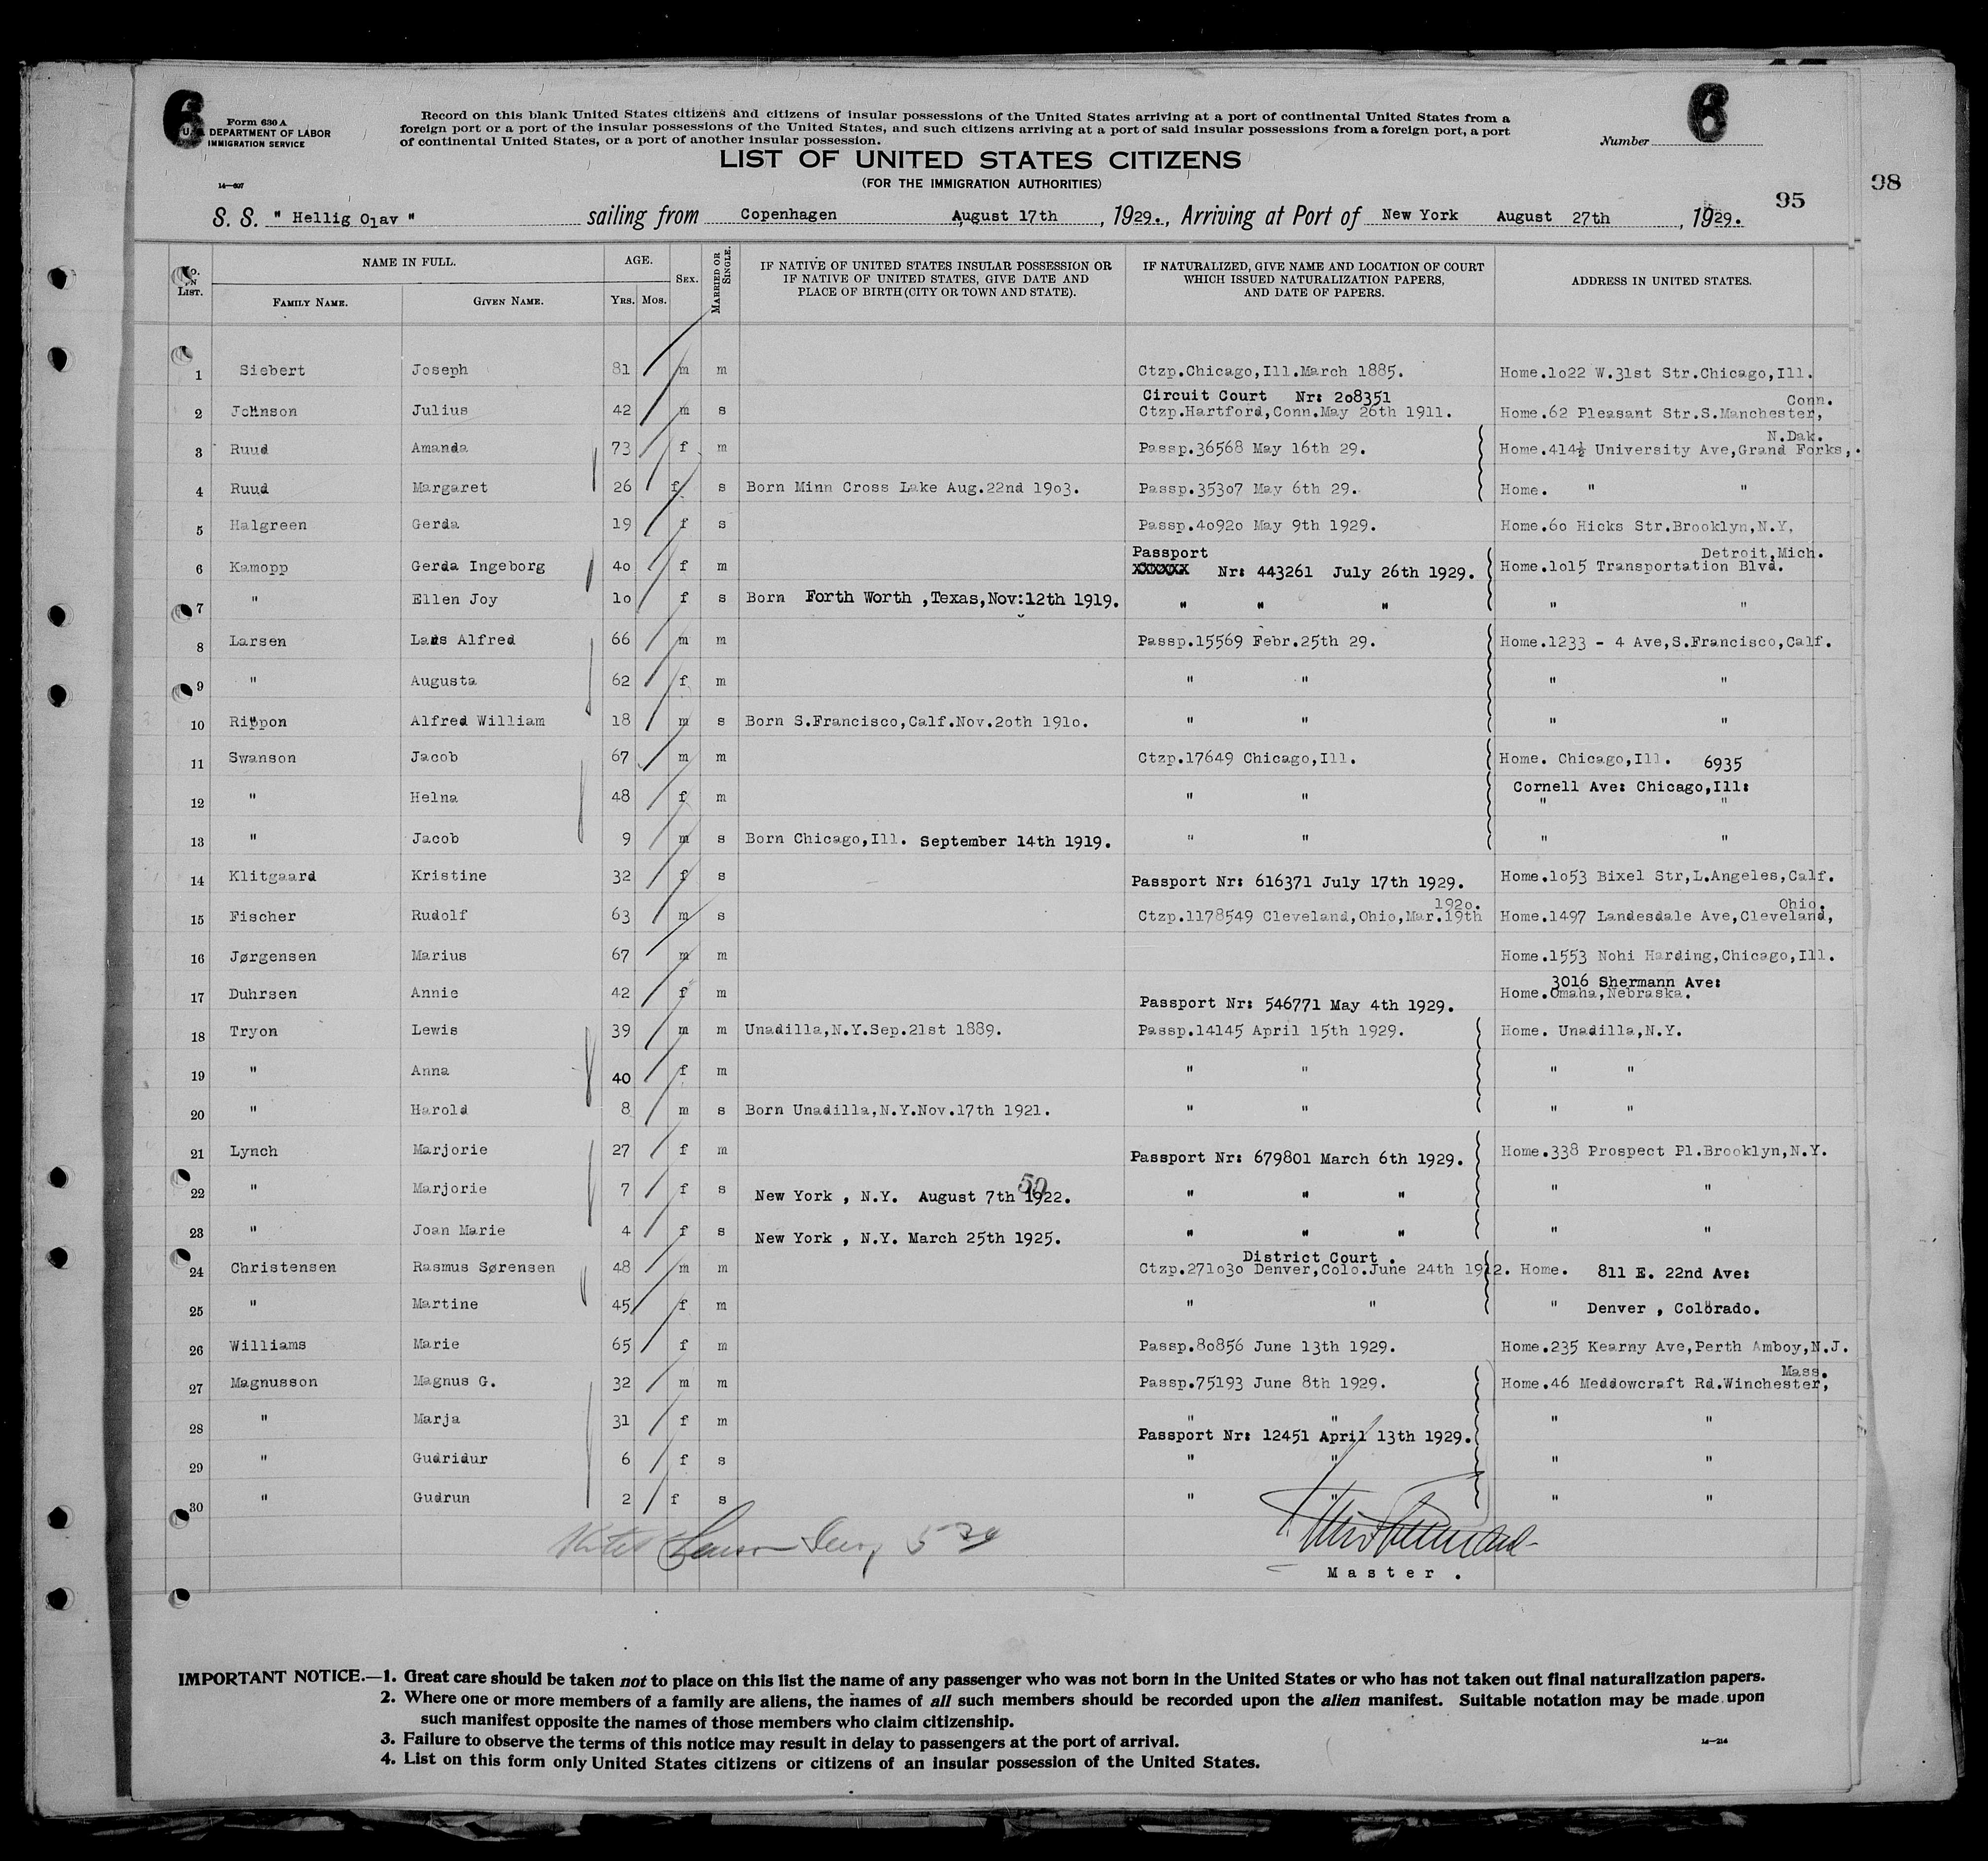 6
Form 630 A
U. S. DEPARTMENT OF LABOR
IMMIGRATION SERVICE
14—607
Record on this blank United States citizens and citizens of insular possessions of the United States arriving at a port of continental United States from a
foreign port or a port of the insular possessions of the United States, and such citizens arriving at a port of said insular possessions from a foreign port, a port
of continental United States, or a port of another insular possession.
Number 6
LIST OF UNITED STATES CITIZENS
(FOR THE IMMIGRATION AUTHORITIES)
95
98
S. S. " Hellig Olav " sailing from Copenhagen August 17th , 1929., Arriving at Port of New York August 27th , 1929.
No. IN LIST. NAME IN FULL. FAMILY NAME. GIVEN NAME. AGE. YRS. MOS. SEX. MARRIED OR SINGLE. IF NATIVE OF UNITED STATES INSULAR POSSESSION OR IF NATIVE OF UNITED STATES, GIVE DATE AND PLACE OF BIRTH (CITY OR TOWN AND STATE). IF NATURALIZED, GIVE NAME AND LOCATION OF COURT WHICH ISSUED NATURALIZATION PAPERS, AND DATE OF PAPERS. ADDRESS IN UNITED STATES.
1 Siebert Joseph 81 m m Ctzp.Chicago,Ill.March 1885. Home.1o22 W.31st Str.Chicago,Ill.
Circuit Court Nr: 2o8351 Conn.
2 Johnson Julius 42 m s Ctzp.Hartford,Conn.May 26th 1911. Home.62 Pleasant Str.S.Manchester,
N.Dak.
3 Ruud Amanda 73 f m Passp.36568 May 16th 29. Home.414½ University Ave,Grand Forks,.
4 Ruud Margaret 26 f s Born Minn Cross Lake Aug.22nd 19o3. Passp.353o7 May 6th 29. Home. " "
5 Halgreen Gerda 19 f s Passp.4o92o May 9th 1929. Home.6o Hicks Str.Brooklyn,N.Y.
Passport Detroit,Mich.
6 Kamopp Gerda Ingeborg 4o f m XXXXXX Nr: 443261 July 26th 1929. Home.1o15 Transportation Blvd.
7 " Ellen Joy 1o f s Born Forth Worth ,Texas,Nov:12th 1919. " " " " "
8 Larsen Lars Alfred 66 m m Passp.15569 Febr.25th 29. Home.1233 - 4 Ave,S.Francisco,Calf.
9 " Augusta 62 f m " " " "
10 Rippon Alfred William 18 m s Born S.Francisco,Calf.Nov.2oth 191o. " " " "
11 Swanson Jacob 67 m m Ctzp.17649 Chicago,Ill. Home. Chicago,Ill. 6935
Cornell Ave: Chicago,Ill:
12 " Helna 48 f m " " " "
13 " Jacob 9 m s Born Chicago,Ill. September 14th 1919. " " " "
14 Klitgaard Kristine 32 f s Passport Nr: 616371 July 17th 1929. Home.1o53 Bixel Str,L.Angeles,Calf.
192o. Ohio.
15 Fischer Rudolf 63 m s Ctzp.1178549 Cleveland,Ohio,Mar.19th Home.1497 Landesdale Ave,Cleveland,
16 Jørgensen Marius 67 m m Home.1553 Nohi Harding,Chicago,Ill.
3016 Shermann Ave:
17 Duhrsen Annie 42 f m Passport Nr: 546771 May 4th 1929. Home.Omaha,Nebraska.
18 Tryon Lewis 39 m m Unadilla,N.Y.Sep.21st 1889. Passp.14145 April 15th 1929. Home. Unadilla,N.Y.
19 " Anna 40 f m " " " "
20 " Harold 8 m s Born Unadilla,N.Y.Nov.17th 1921. " " " "
21 Lynch Marjorie 27 f m Passport Nr: 679801 March 6th 1929. Home.338 Prospect Pl.Brooklyn,N.Y.
50
22 " Marjorie 7 f s New York , N.Y. August 7th 1922. " " " " "
23 " Joan Marie 4 f s New York , N.Y. March 25th 1925. " " " " "
District Court .
24 Christensen Rasmus Sørensen 48 m m Ctzp.271o3o Denver,Colo.June 24th 1912. Home. 811 E. 22nd Ave:
25 " Martine 45 f m " " " Denver , Colorado.
26 Williams Marie 65 f m Passp.8o856 June 13th 1929. Home.235 Kearny Ave,Perth Amboy,N.J.
Mass.
27 Magnusson Magnus G. 32 m m Passp.75193 June 8th 1929. Home.46 Meddowcraft Rd.Winchester,
28 " Marja 31 f m " " " "
Passport Nr: 12451 April 13th 1929.
29 " Gudridur 6 f s " " " "
30 " Gudrun 2 f s " " " "
Master .
IMPORTANT NOTICE.—1. Great care should be taken not to place on this list the name of any passenger who was not born in the United States or who has not taken out final naturalization papers.
2. Where one or more members of a family are aliens, the names of all such members should be recorded upon the alien manifest. Suitable notation may be made upon
such manifest opposite the names of those members who claim citizenship.
3. Failure to observe the terms of this notice may result in delay to passengers at the port of arrival.
4. List on this form only United States citizens or citizens of an insular possession of the United States.
14—214